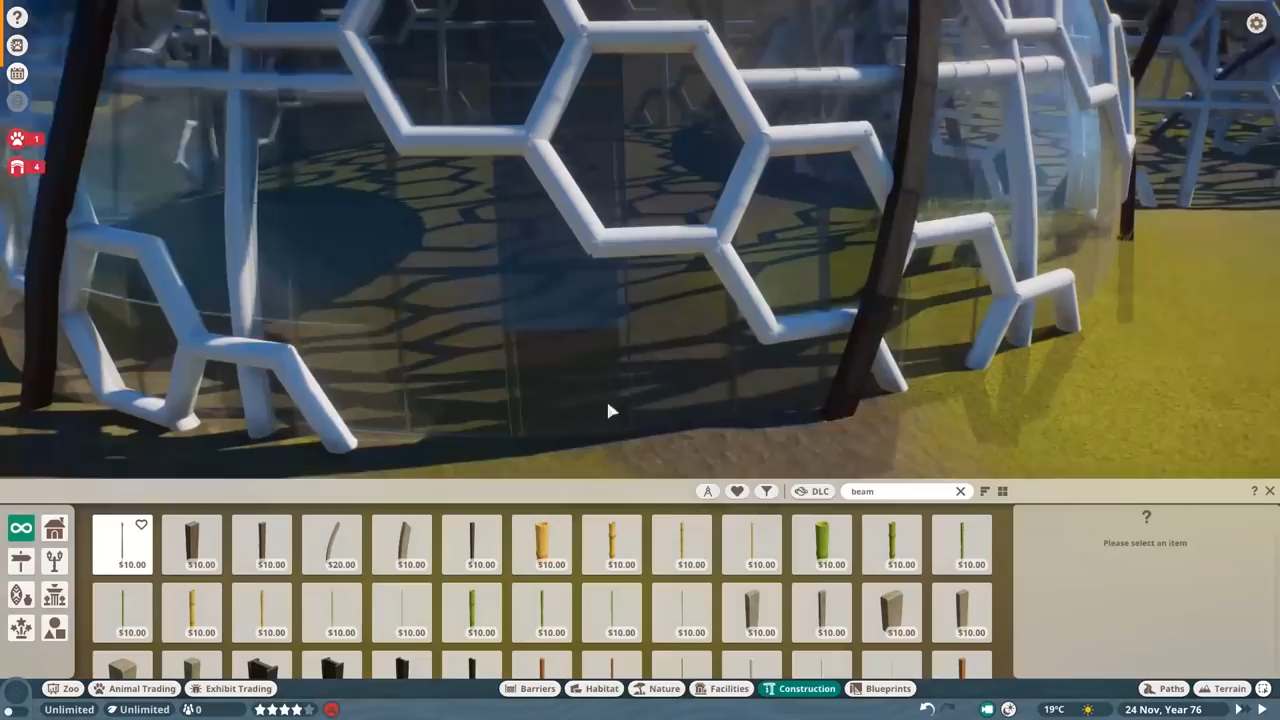 1
4
DLC
beam
?
?
Please select an item
$10.00 $10.00 $10.00 $20.00 $10.00 $10.00 $10.00 $10.00 $10.00 $10.00 $10.00 $10.00 $10.00
$10.00 $10.00 $10.00 $10.00 $10.00 $10.00 $10.00 $10.00 $10.00 $10.00 $10.00 $10.00 $10.00
Zoo
Animal Trading
Exhibit Trading
Barriers
Habitat
Nature
Facilities
Construction
Blueprints
Paths
Terrain
Unlimited
Unlimited
0
19°C
24 Nov, Year 76